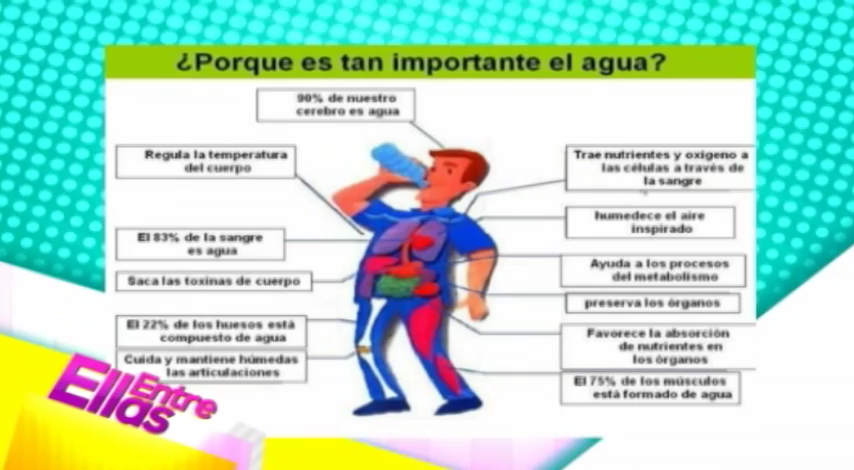 ¿Porque es tan importante el agua?
90% de nuestro
cerebro es agua
Regula la temperatura
del cuerpo
El 83% de la sangre
es agua
Saca las toxinas de cuerpo
El 22% de los huesos está
compuesto de agua
Cuida y mantiene húmedas
las articulaciones
Trae nutrientes y oxigeno a
las células a través de
la sangre
humedece el aire
inspirado
Ayuda a los procesos
del metabolismo
preserva los órganos
Favorece la absorción
de nutrientes en
los órganos
El 75% de los músculos
está formado de agua
Entre
Ellas